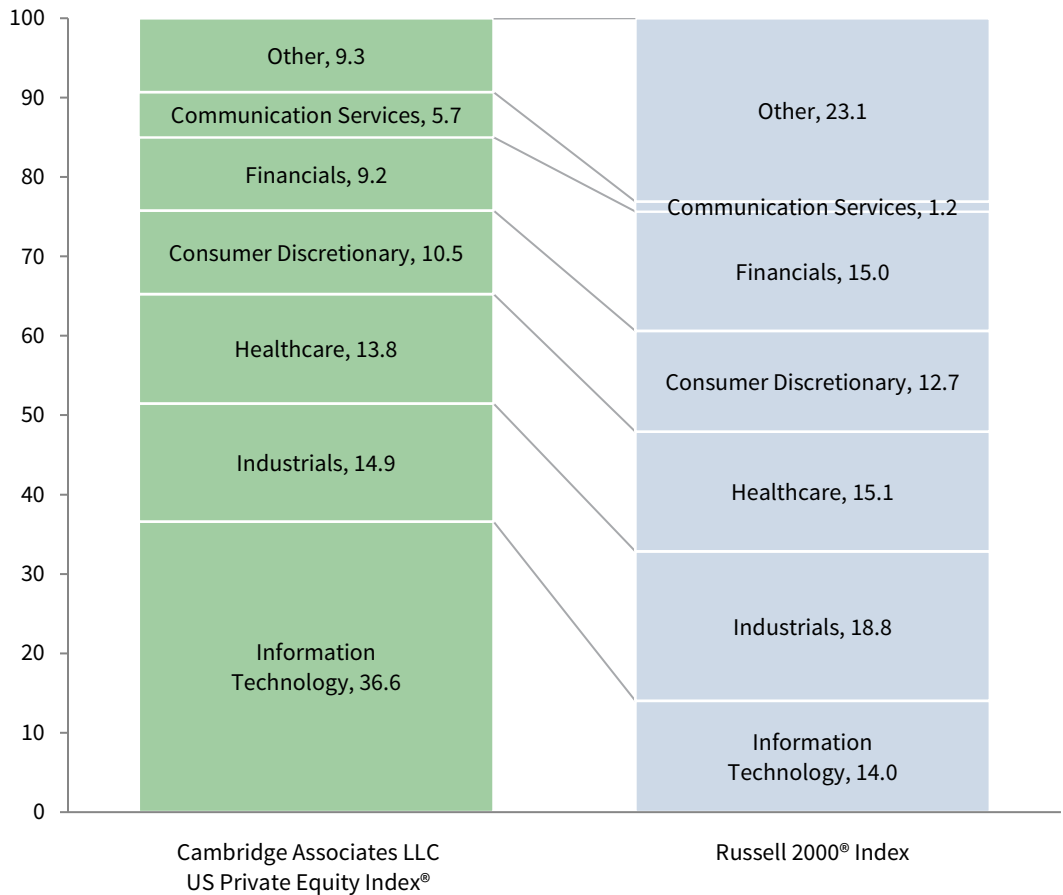 100
90
80
70
60
50
40
30
20
10
0
Other, 9.3
Communication Services, 5.7
Financials, 9.2
Consumer Discretionary, 10.5
Healthcare, 13.8
Industrials, 14.9
Information
Technology, 36.6
Other, 23.1
Communication Services, 1.2
Financials, 15.0
Consumer Discretionary, 12.7
Healthcare, 15.1
Industrials, 18.8
Information
Technology, 14.0
Cambridge Associates LLC
US Private Equity Index®
Russell 2000® Index